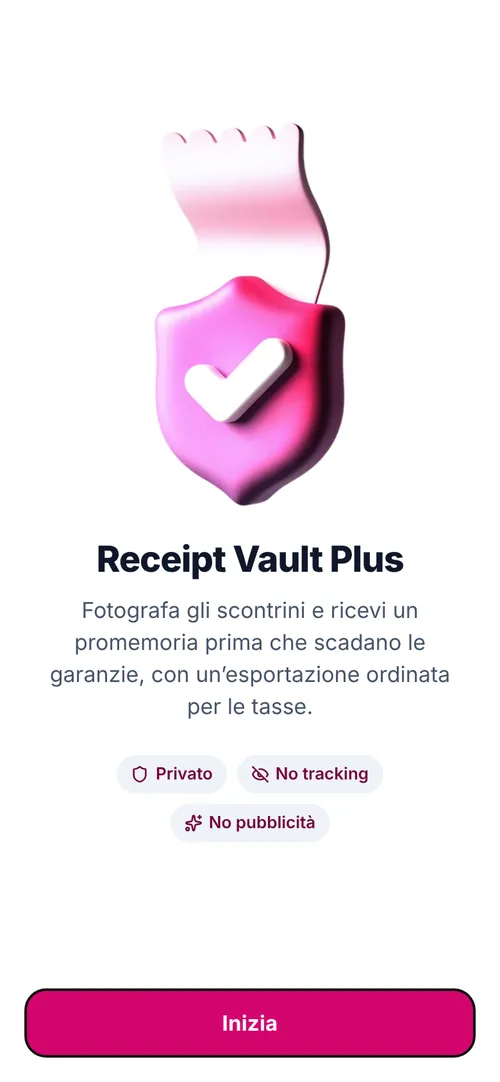 Receipt Vault Plus
Fotografa gli scontrini e ricevi un
promemoria prima che scadano le
garanzie, con un’esportazione ordinata
per le tasse.
Privato
No tracking
No pubblicità
Inizia